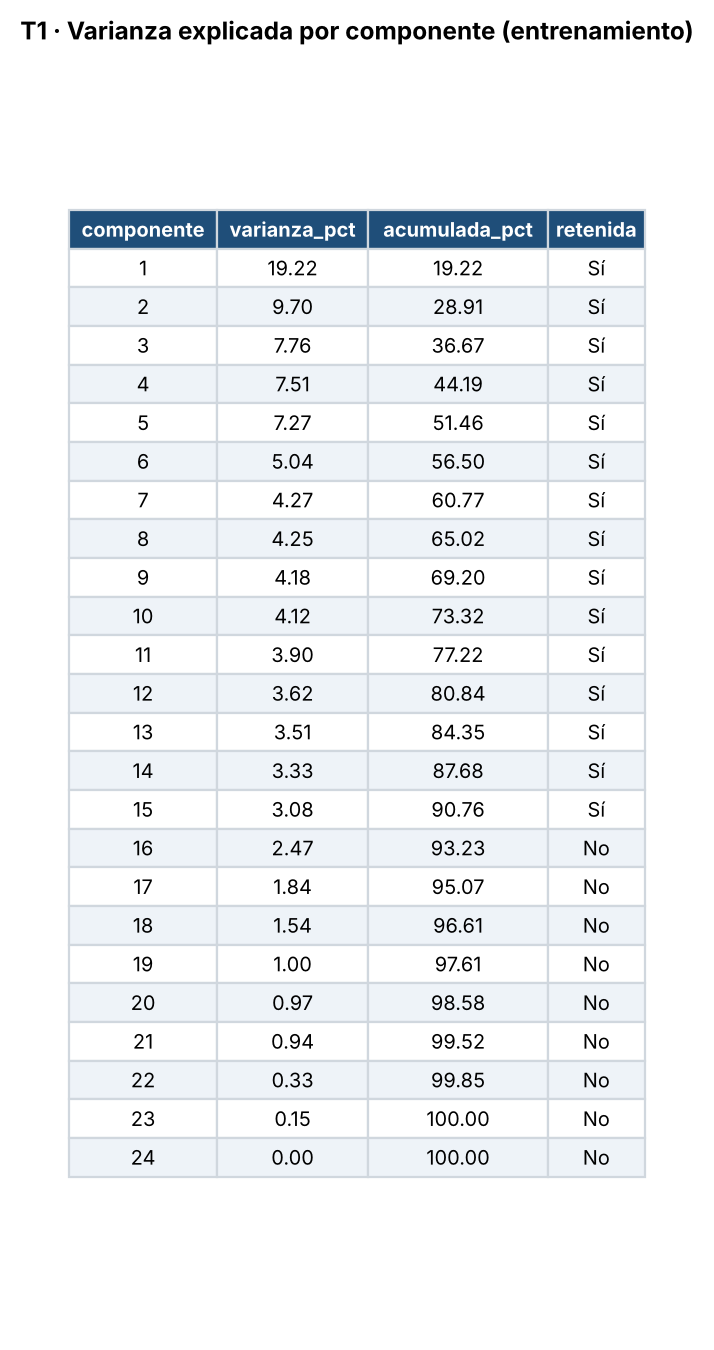 T1 · Varianza explicada por componente (entrenamiento)
componente varianza_pct acumulada_pct retenida
1 19.22 19.22 Sí
2 9.70 28.91 Sí
3 7.76 36.67 Sí
4 7.51 44.19 Sí
5 7.27 51.46 Sí
6 5.04 56.50 Sí
7 4.27 60.77 Sí
8 4.25 65.02 Sí
9 4.18 69.20 Sí
10 4.12 73.32 Sí
11 3.90 77.22 Sí
12 3.62 80.84 Sí
13 3.51 84.35 Sí
14 3.33 87.68 Sí
15 3.08 90.76 Sí
16 2.47 93.23 No
17 1.84 95.07 No
18 1.54 96.61 No
19 1.00 97.61 No
20 0.97 98.58 No
21 0.94 99.52 No
22 0.33 99.85 No
23 0.15 100.00 No
24 0.00 100.00 No